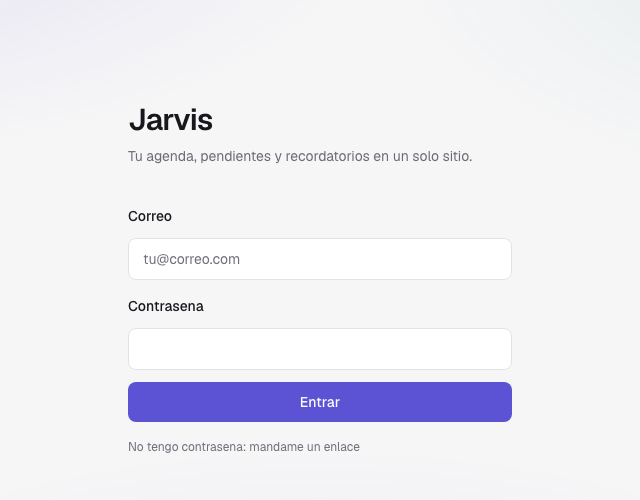 Jarvis
Tu agenda, pendientes y recordatorios en un solo sitio.
Correo
tu@correo.com
Contrasena
Entrar
No tengo contrasena: mandame un enlace